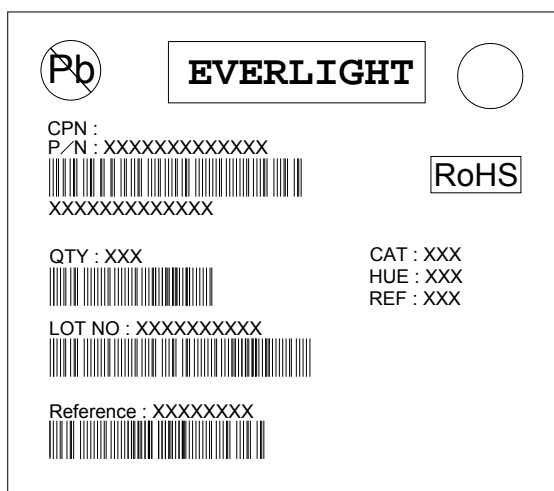 Pb
EVERLIGHT
CPN :
P/N : XXXXXXXXXXXXX
RoHS
XXXXXXXXXXXXX
QTY : XXX
CAT : XXX
HUE : XXX
REF : XXX
LOT NO : XXXXXXXXXX
Reference : XXXXXXXX